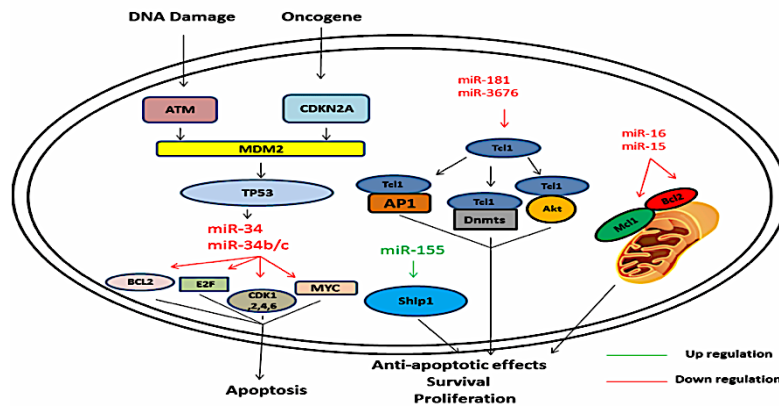 DNA Damage
Oncogene
ATM
CDKN2A
MDM2
TP53
miR-34
miR-34b/c
BCL2
E2F
CDK1
,2,4,6
MYC
Apoptosis
miR-155
Ship1
miR-181
miR-3676
Tcl1
Tcl1
AP1
Tcl1
Dnmts
Tcl1
Akt
miR-16
miR-15
Mcl1
Bcl2
Anti-apoptotic effects
Survival
Proliferation
Up regulation
Down regulation